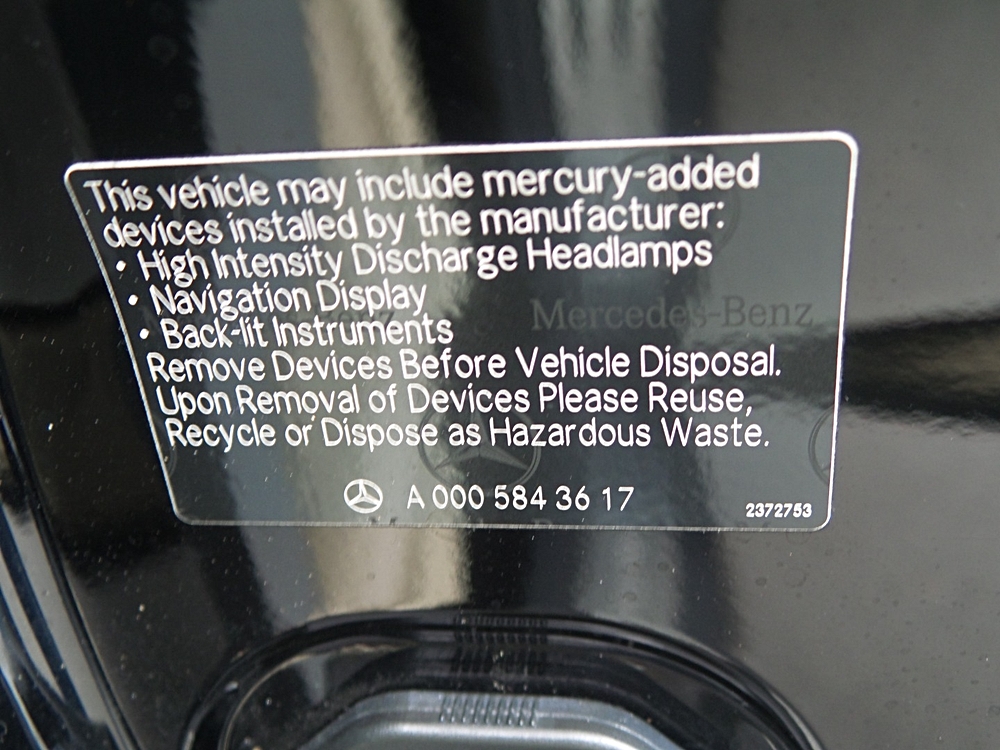 This vehicle may include mercury-added
devices installed by the manufacturer:
• High Intensity Discharge Headlamps
• Navigation Display
• Back-lit Instruments
Mercedes-Benz
Remove Devices Before Vehicle Disposal.
Upon Removal of Devices Please Reuse,
Recycle or Dispose as Hazardous Waste.
A 000 584 36 17
2372753